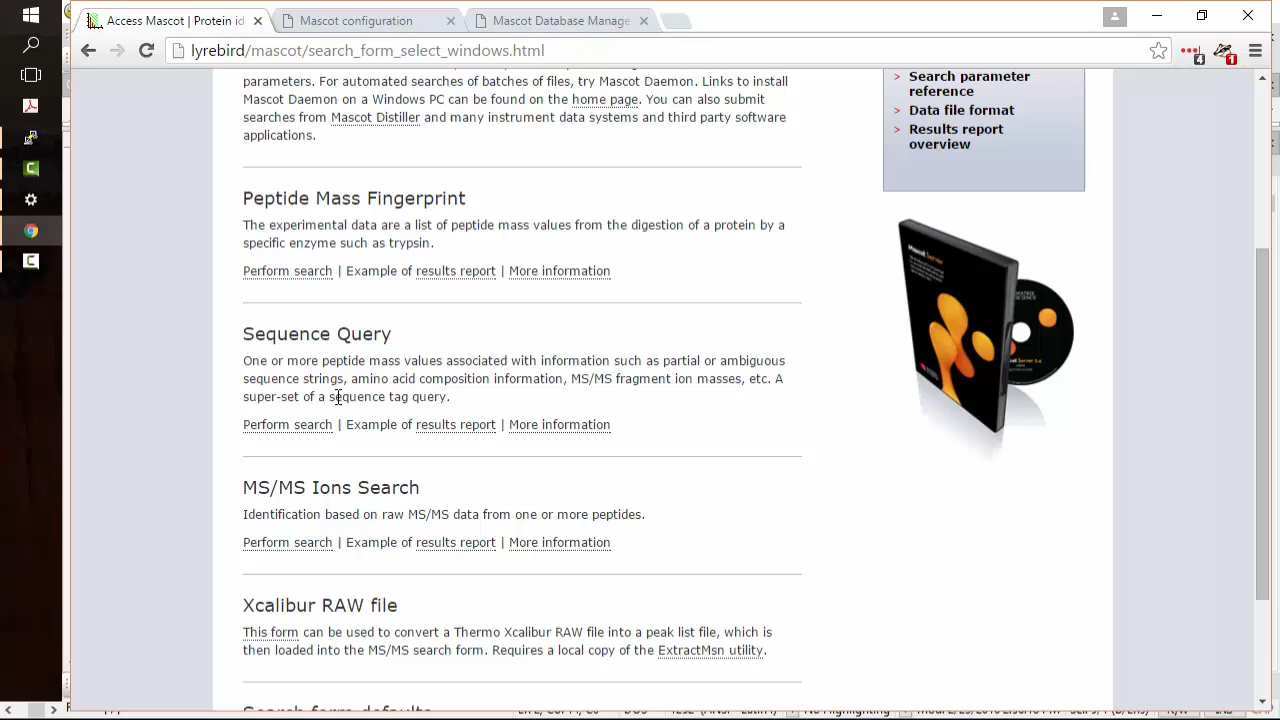 Access Mascot | Protein id
Mascot configuration
Mascot Database Manage
lyrebird/mascot/search_form_select_windows.html
4
1
parameters. For automated searches of batches of files, try Mascot Daemon. Links to install
Mascot Daemon on a Windows PC can be found on the home page. You can also submit
searches from Mascot Distiller and many instrument data systems and third party software
applications.
> Search parameter
reference
> Data file format
> Results report
overview
Peptide Mass Fingerprint
The experimental data are a list of peptide mass values from the digestion of a protein by a
specific enzyme such as trypsin.
Perform search | Example of results report | More information
Sequence Query
One or more peptide mass values associated with information such as partial or ambiguous
sequence strings, amino acid composition information, MS/MS fragment ion masses, etc. A
super-set of a sequence tag query.
Perform search | Example of results report | More information
MS/MS Ions Search
Identification based on raw MS/MS data from one or more peptides.
Perform search | Example of results report | More information
Xcalibur RAW file
This form can be used to convert a Thermo Xcalibur RAW file into a peak list file, which is
then loaded into the MS/MS search form. Requires a local copy of the ExtractMsn utility.
Search form defaults
Mascot Server